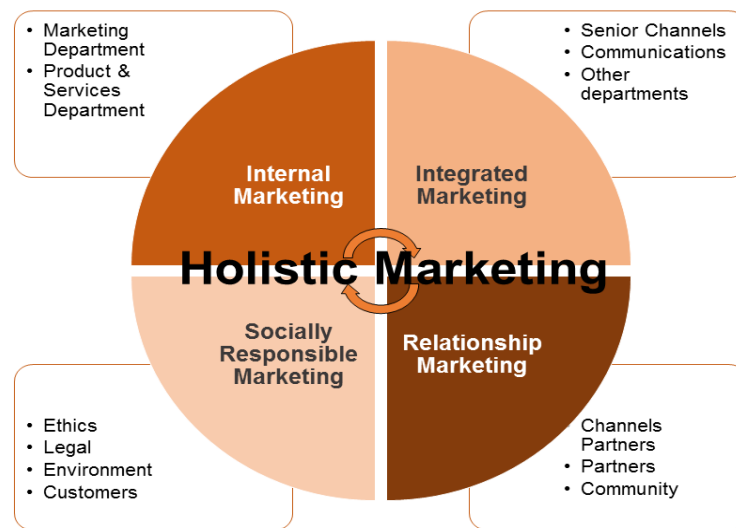 • Marketing
Department
• Product &
Services
Department
• Senior Channels
• Communications
• Other
departments
Internal
Marketing
Integrated
Marketing
Holistic Marketing
Socially
Responsible
Marketing
Relationship
Marketing
• Ethics
• Legal
• Environment
• Customers
• Channels
Partners
• Partners
• Community